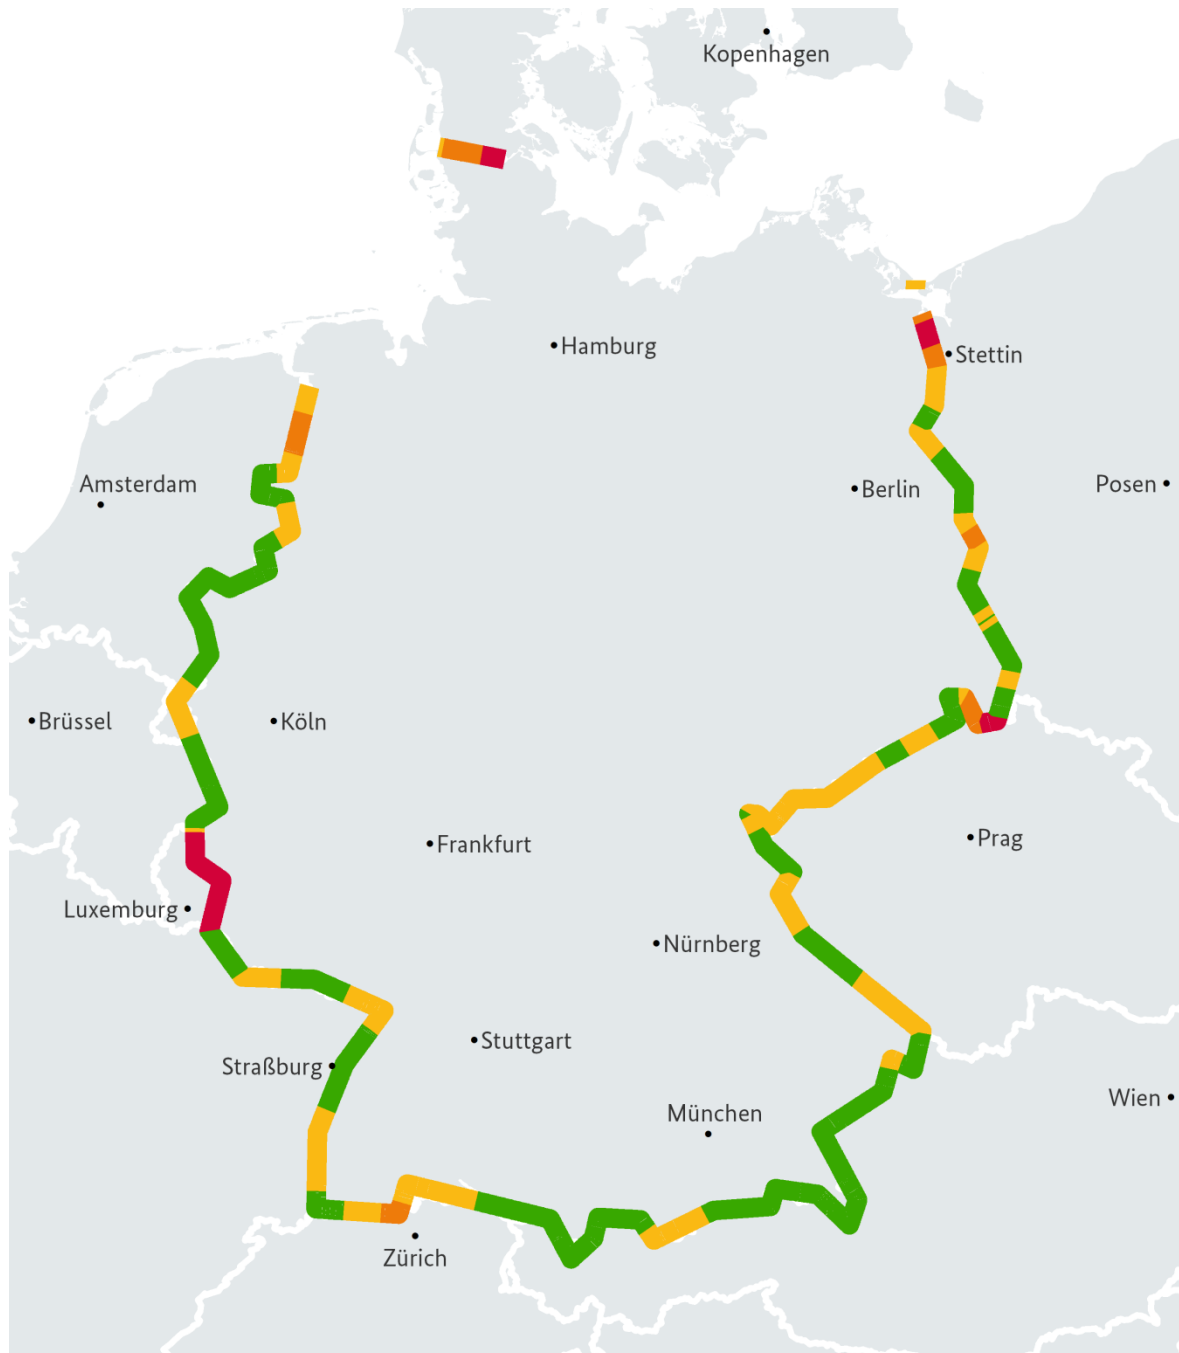 Kopenhagen
Hamburg
Stettin
Amsterdam
Berlin
Posen
Brüssel
Köln
Prag
Frankfurt
Luxemburg
Nürnberg
Stuttgart
Straßburg
Wien
München
Zürich